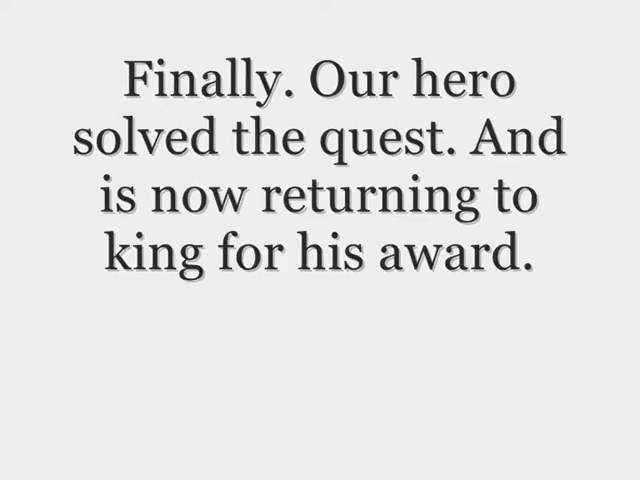 Finally. Our hero
solved the quest. And
is now returning to
king for his award.